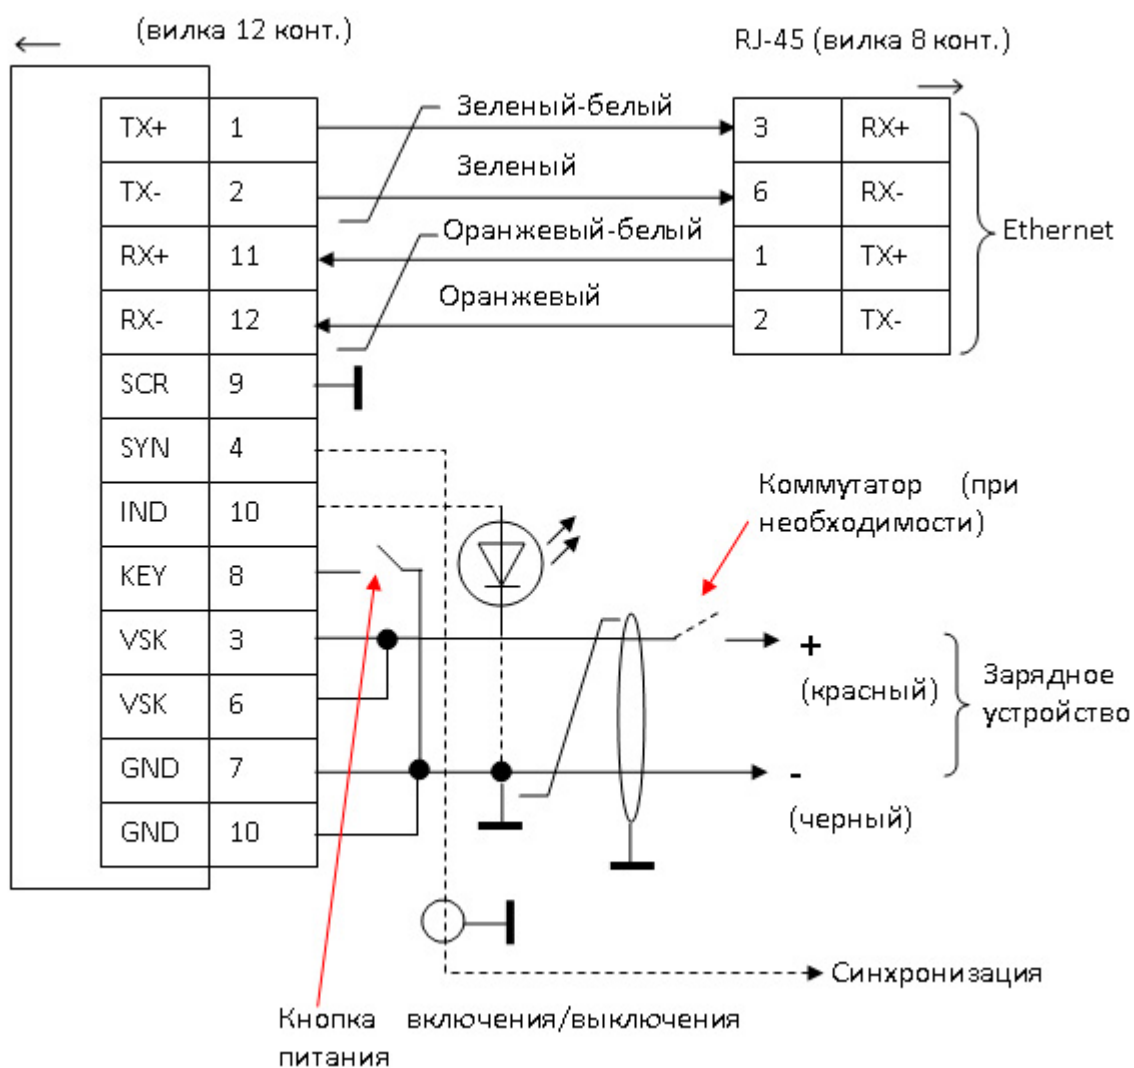 (вилка 12 конт.)
RJ-45 (вилка 8 конт.)
TX+ 1
TX- 2
RX+ 11
RX- 12
SCR 9
SYN 4
IND 10
KEY 8
VSK 3
VSK 6
GND 7
GND 10
Зеленый-белый
Зеленый
Оранжевый-белый
Оранжевый
3 RX+
6 RX-
1 TX+
2 TX-
Ethernet
Коммутатор (при
необходимости)
+
(красный)
-
(черный)
Зарядное
устройство
Синхронизация
Кнопка включения/выключения
питания